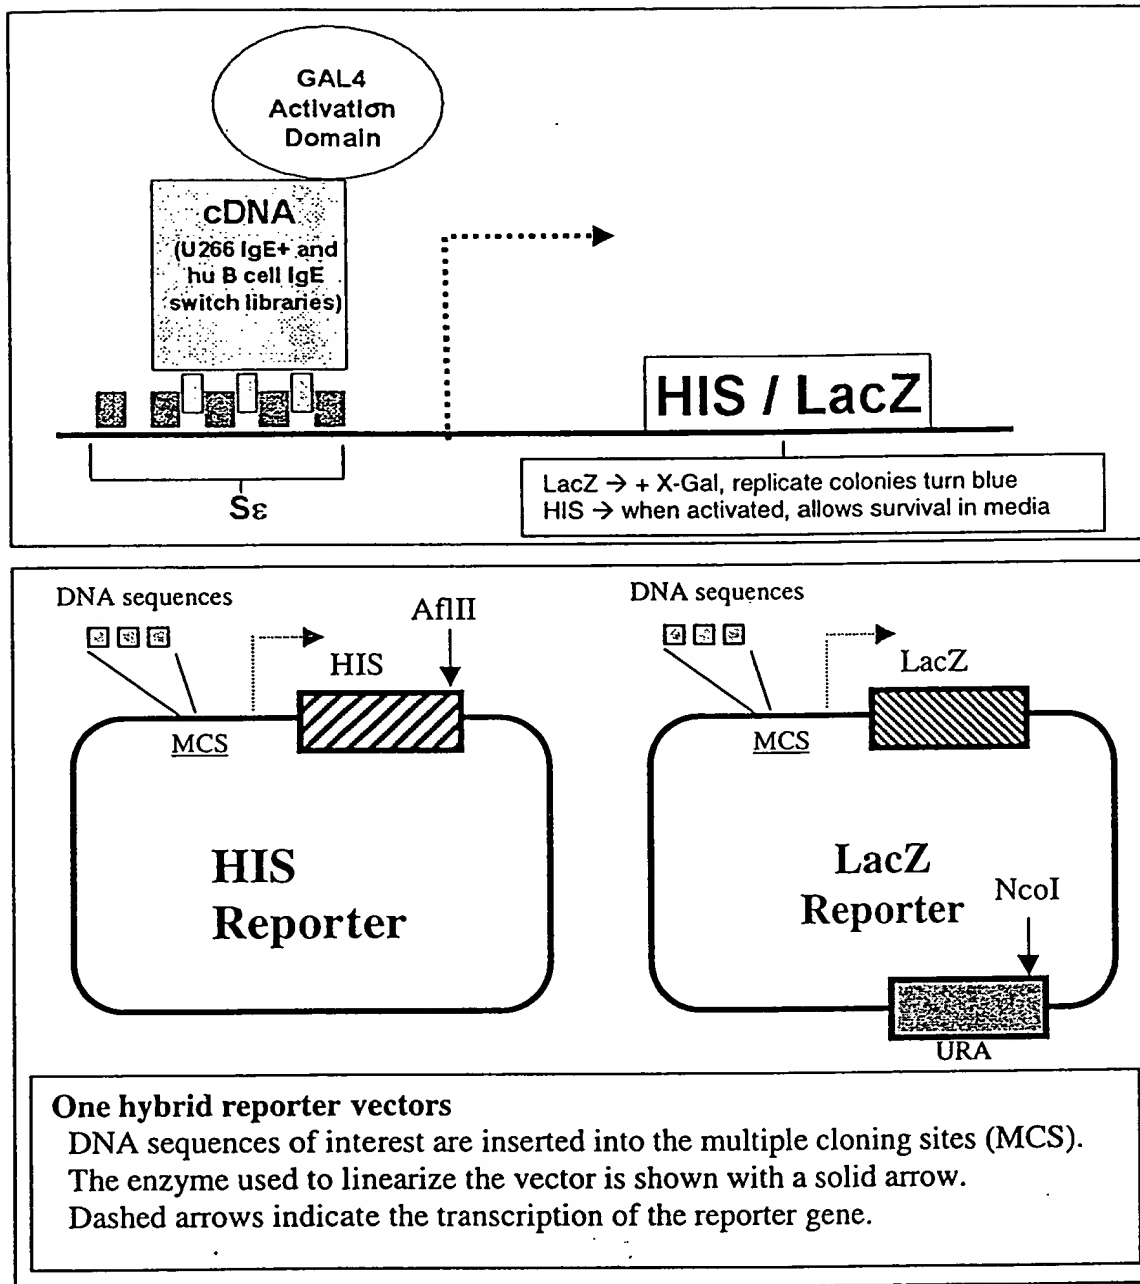 GAL4
Activation
Domain
cDNA
(U266 IgE+ and
hu B cell IgE
switch libraries)
HIS / LacZ
Sε
LacZ → + X-Gal, replicate colonies turn blue
HIS → when activated, allows survival in media
DNA sequences
AflII
HIS
MCS
HIS
Reporter
DNA sequences
LacZ
MCS
LacZ
Reporter
NcoI
URA
One hybrid reporter vectors
DNA sequences of interest are inserted into the multiple cloning sites (MCS).
The enzyme used to linearize the vector is shown with a solid arrow.
Dashed arrows indicate the transcription of the reporter gene.